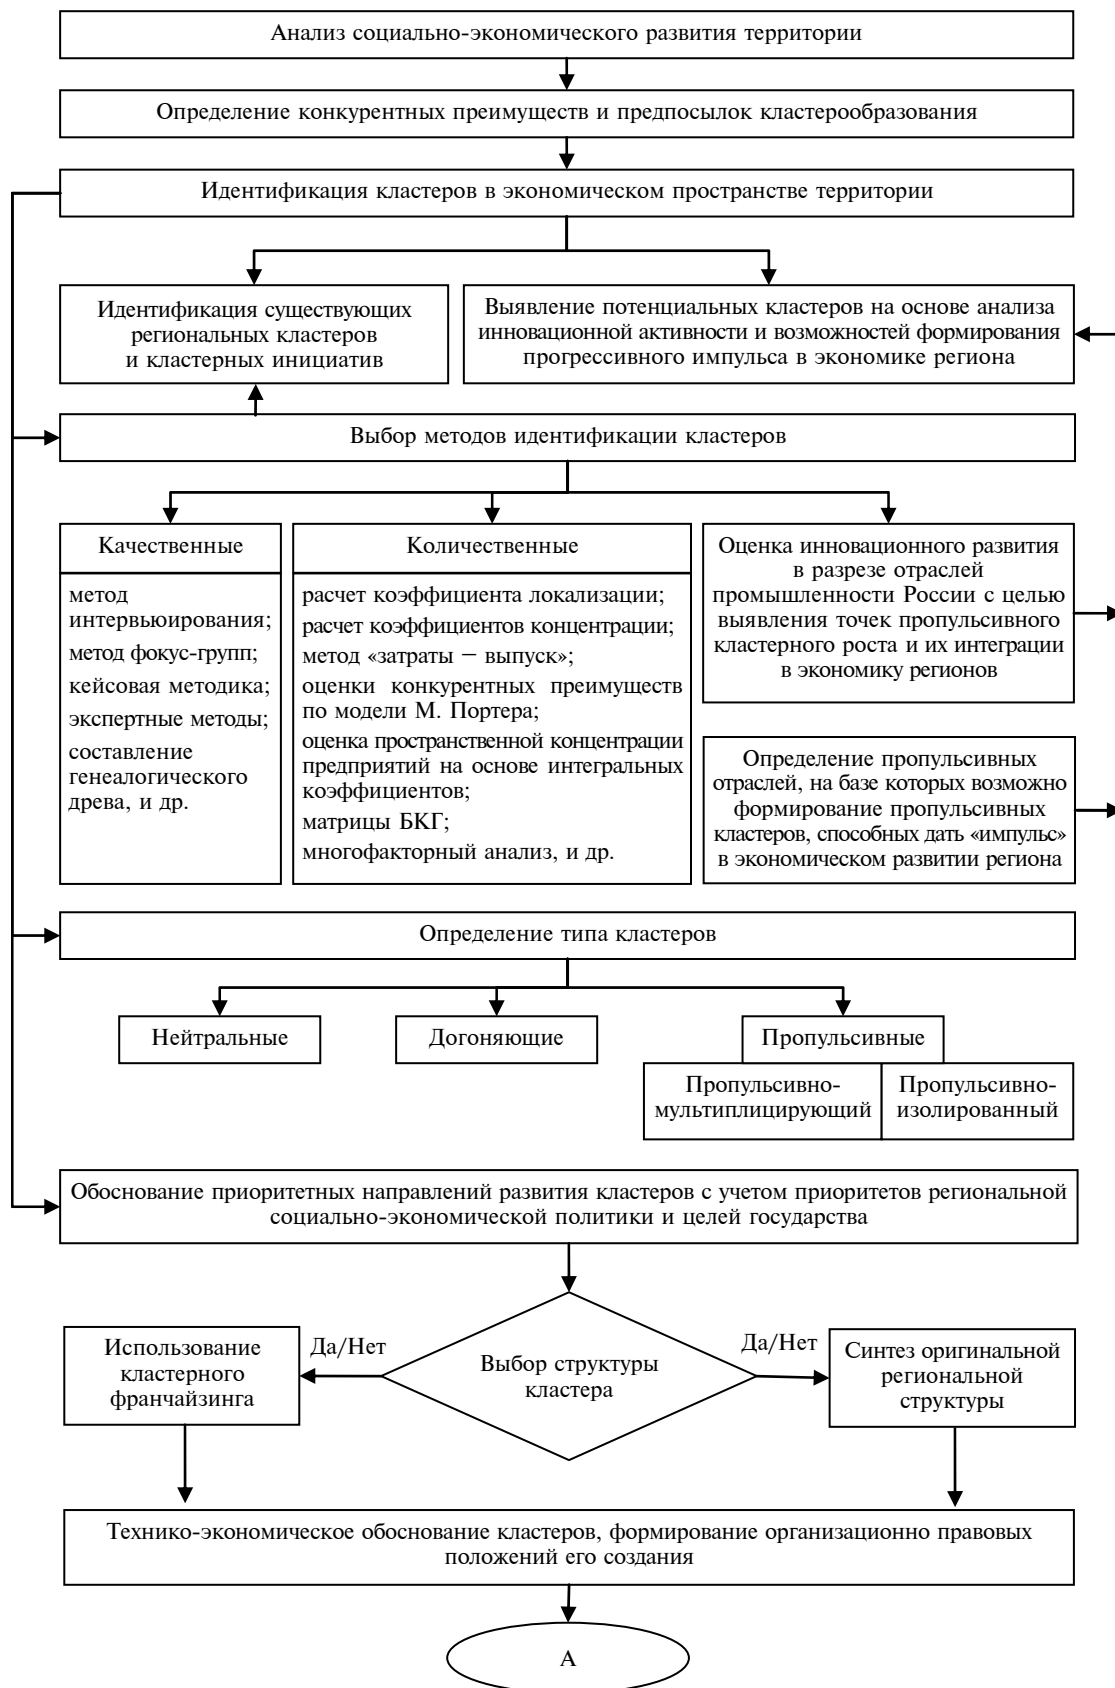 Анализ социально-экономического развития территории
Определение конкурентных преимуществ и предпосылок кластерообразования
Идентификация кластеров в экономическом пространстве территории
Идентификация существующих
региональных кластеров
и кластерных инициатив
Выявление потенциальных кластеров на основе анализа
инновационной активности и возможностей формирования
прогрессивного импульса в экономике региона
Выбор методов идентификации кластеров
Качественные
метод
интервьюирования;
метод фокус-групп;
кейсовая методика;
экспертные методы;
составление
генеалогического
древа, и др.
Количественные
расчет коэффициента локализации;
расчет коэффициентов концентрации;
метод «затраты – выпуск»;
оценки конкурентных преимуществ
по модели М. Портера;
оценка пространственной концентрации
предприятий на основе интегральных
коэффициентов;
матрицы БКГ;
многофакторный анализ, и др.
Оценка инновационного развития
в разрезе отраслей
промышленности России с целью
выявления точек пропульсивного
кластерного роста и их интеграции
в экономику регионов
Определение пропульсивных
отраслей, на базе которых возможно
формирование пропульсивных
кластеров, способных дать «импульс»
в экономическом развитии региона
Определение типа кластеров
Нейтральные
Догоняющие
Пропульсивные
Пропульсивно-
мультиплицирующий
Пропульсивно-
изолированный
Обоснование приоритетных направлений развития кластеров с учетом приоритетов региональной
социально-экономической политики и целей государства
Использование
кластерного
франчайзинга
Да/Нет
Выбор структуры
кластера
Да/Нет
Синтез оригинальной
региональной
структуры
Технико-экономическое обоснование кластеров, формирование организационно правовых
положений его создания
А